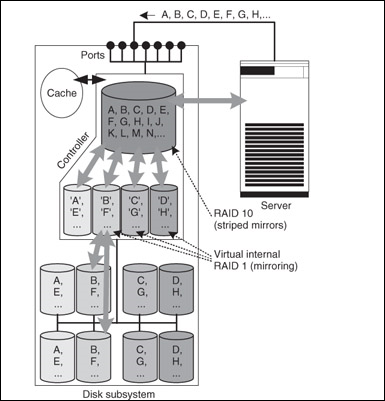 A, B, C, D, E, F, G, H,...
Ports
Cache
Controller
A, B, C, D, E,
F, G, H, I, J,
K, L, M, N,...
Server
'A', 'B', 'C', 'D',
'E', 'F', 'G', 'H',
... ... ... ...
RAID 10
(striped mirrors)
Virtual internal
RAID 1 (mirroring)
A, B, C, D,
E, F, G, H,
... ... ... ...
A, B, C, D,
E, F, G, H,
... ... ... ...
Disk subsystem